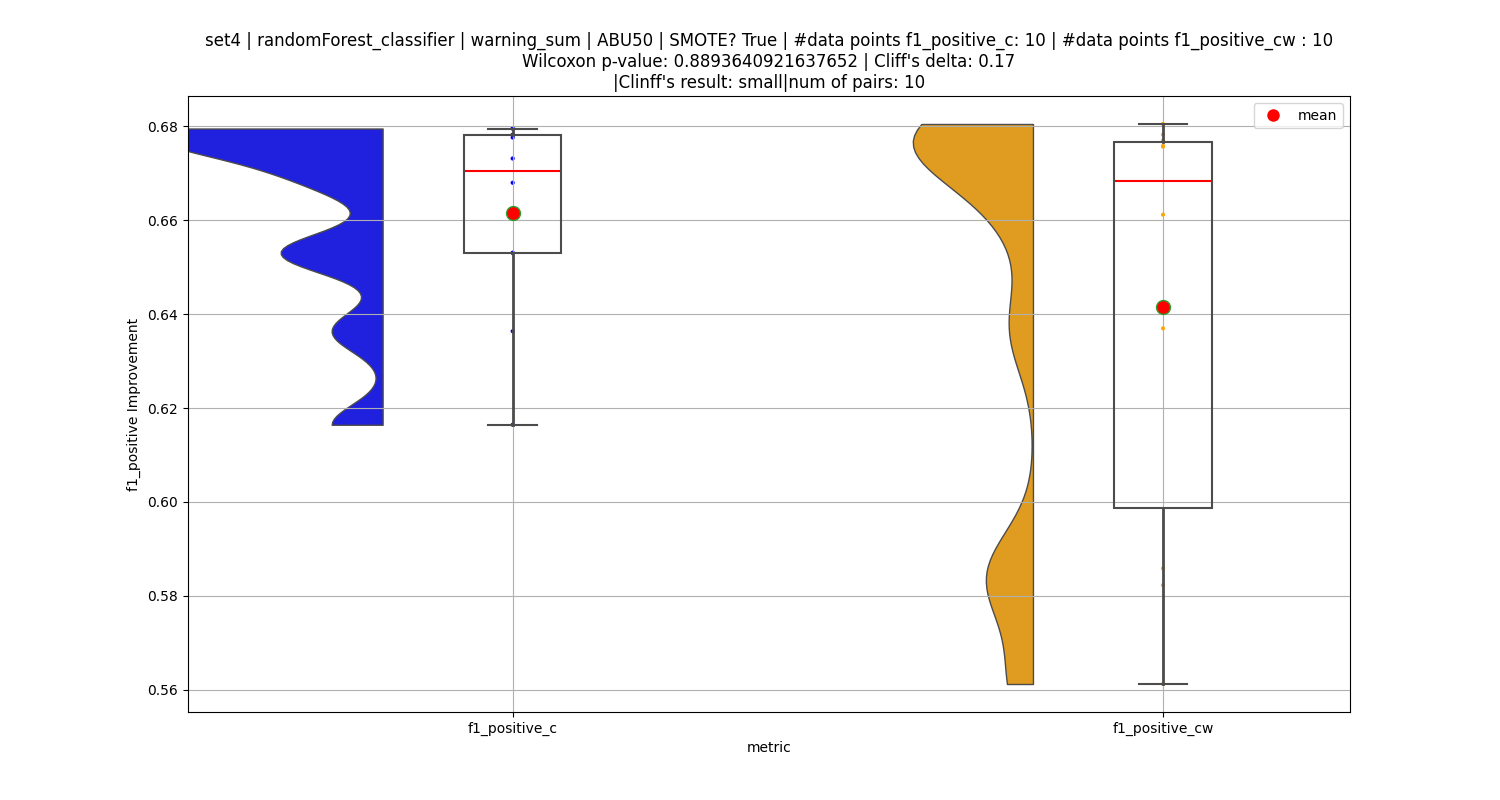 set4 | randomForest_classifier | warning_sum | ABU50 | SMOTE? True | #data points f1_positive_c: 10 | #data points f1_positive_cw : 10
Wilcoxon p-value: 0.8893640921637652 | Cliff's delta: 0.17
|Clinff's result: small|num of pairs: 10
mean
0.68
0.66
0.64
0.62
0.60
0.58
0.56
f1_positive Improvement
f1_positive_c
f1_positive_cw
metric